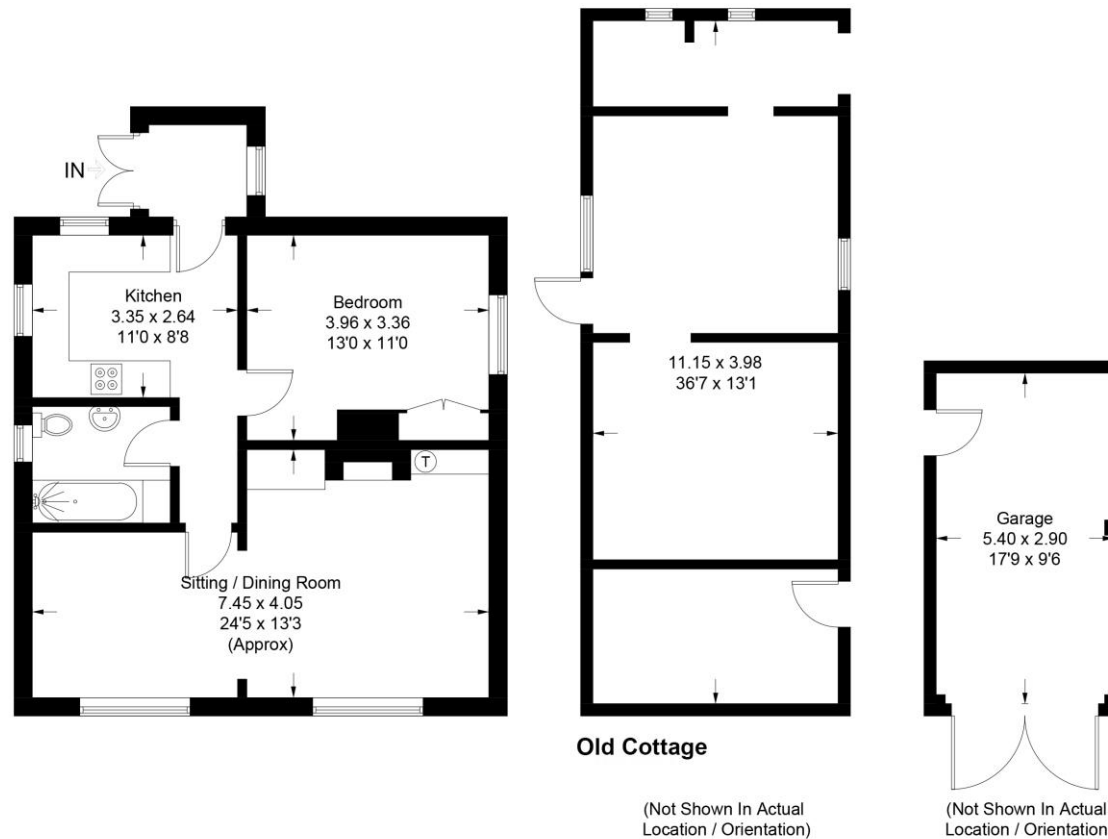 IN
Kitchen
3.35 x 2.64
11'0 x 8'8
Bedroom
3.96 x 3.36
13'0 x 11'0
T
Sitting / Dining Room
7.45 x 4.05
24'5 x 13'3
(Approx)
11.15 x 3.98
36'7 x 13'1
Old Cottage
(Not Shown In Actual
Location / Orientation)
Garage
5.40 x 2.90
17'9 x 9'6
(Not Shown In Actual
Location / Orientation